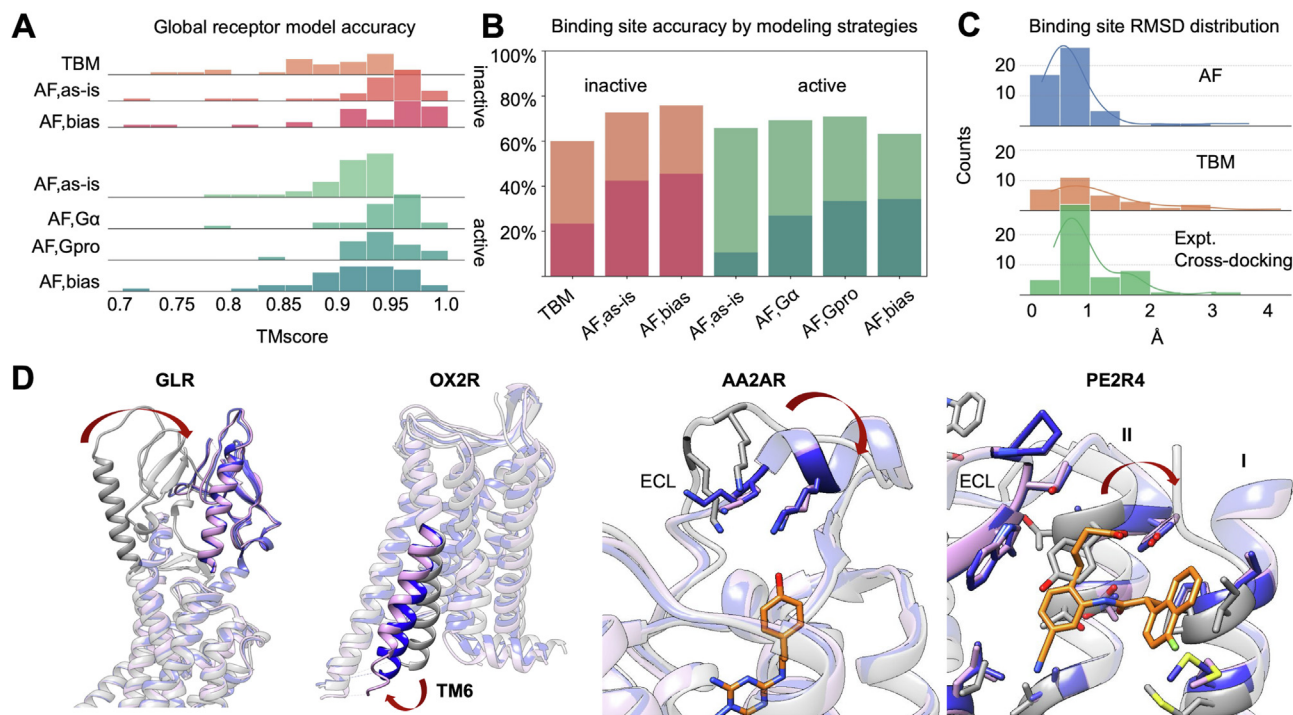 A
Global receptor model accuracy
TBM
AF,as-is
AF,bias
AF,as-is
AF,Gα
AF,Gpro
AF,bias
0.7 0.75 0.8 0.85 0.9 0.95 1.0
TMscore
inactive
active
B
Binding site accuracy by modeling strategies
100%
80%
60%
40%
20%
inactive
active
TBM
AF,as-is
AF,bias
AF,as-is
AF,Gα
AF,Gpro
AF,bias
C
Binding site RMSD distribution
Counts
20
10
AF
20
10
TBM
20
10
Expt.
Cross-docking
0 1 2 3 4
Å
D
GLR
OX2R
TM6
AA2AR
ECL
PE2R4
II
I
ECL